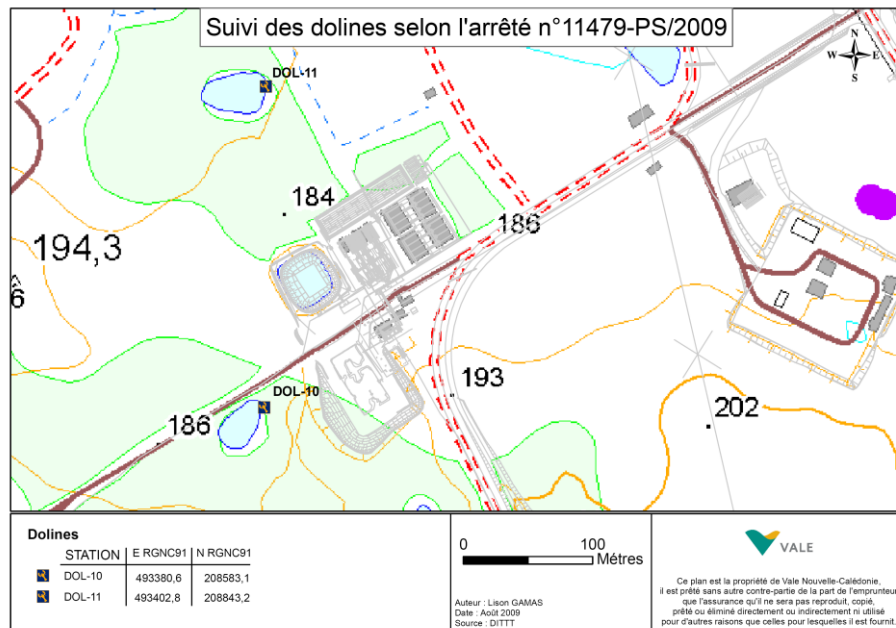 Suivi des dolines selon l'arrêté n°11479-PS/2009
N
W E
S
DOL-11
184
186
194,3
6
193
DOL-10
186
202
Dolines
STATION E RGNC91 N RGNC91
DOL-10 493380,6 208583,1
DOL-11 493402,8 208843,2
0 100
Métres
Auteur : Lison GAMAS
Date : Août 2009
Source : DITTT
VALE
Ce plan est la propriété de Vale Nouvelle-Calédonie,
il est prêté sans autre contre-partie de la part de l'emprunteur
que l'assurance qu'il ne sera pas reproduit, copié,
prêté ou éliminé directement ou indirectement ni utilisé
pour d'autres raisons que celles pour lesquelles il est fournit.